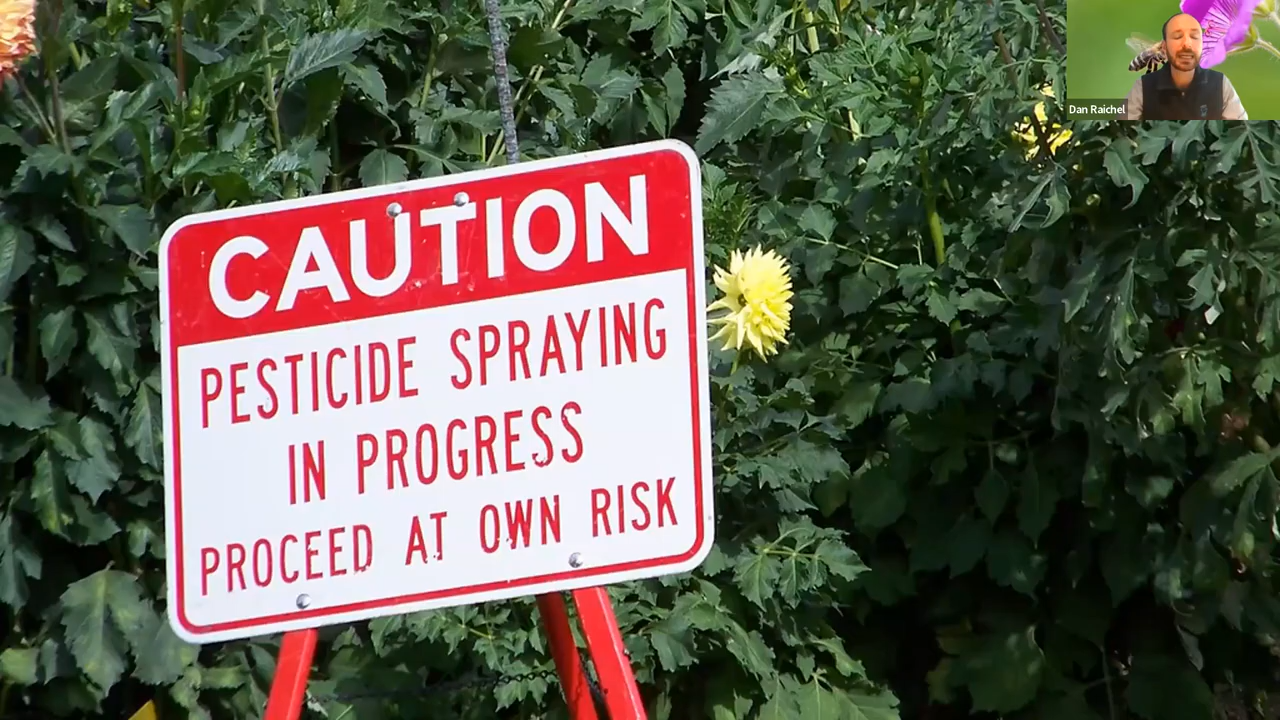 Dan Raichel
CAUTION
PESTICIDE SPRAYING
IN PROGRESS
PROCEED AT OWN RISK